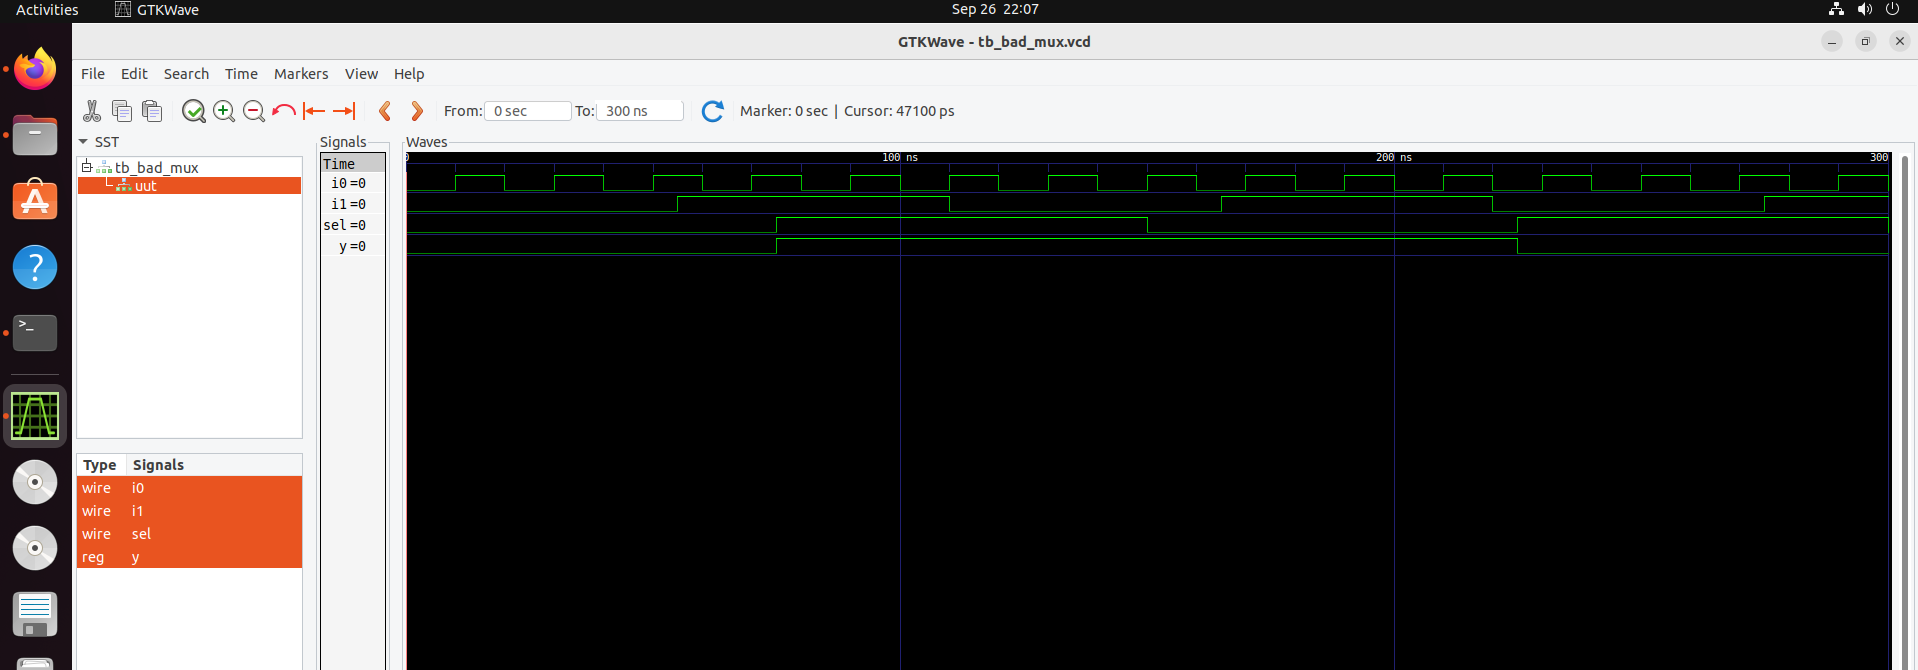 Activities GTKWave Sep 26 22:07
GTKWave - tb_bad_mux.vcd
File Edit Search Time Markers View Help
From: 0 sec To: 300 ns Marker: 0 sec | Cursor: 47100 ps
SST
tb_bad_mux
uut
Type Signals
wire i0
wire i1
wire sel
reg y
Signals
Time
i0=0
i1=0
sel=0
y=0
Waves
0 100 ns 200 ns 300